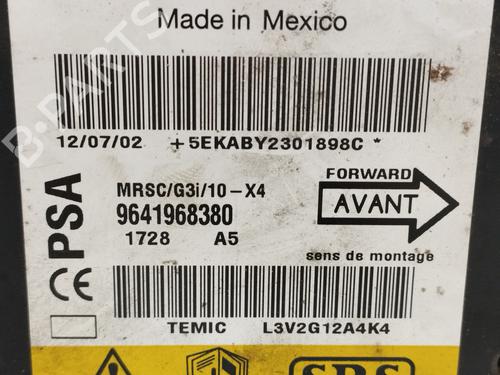 Made in Mexico
12/07/02 +5EKABY2301898C *
MRSC/G3i/10-X4
9641968380
1728 A5
FORWARD
AVANT
sens de montage
PSA
CE
TEMIC L3V2G12A4K4
SRS
B-PARTS